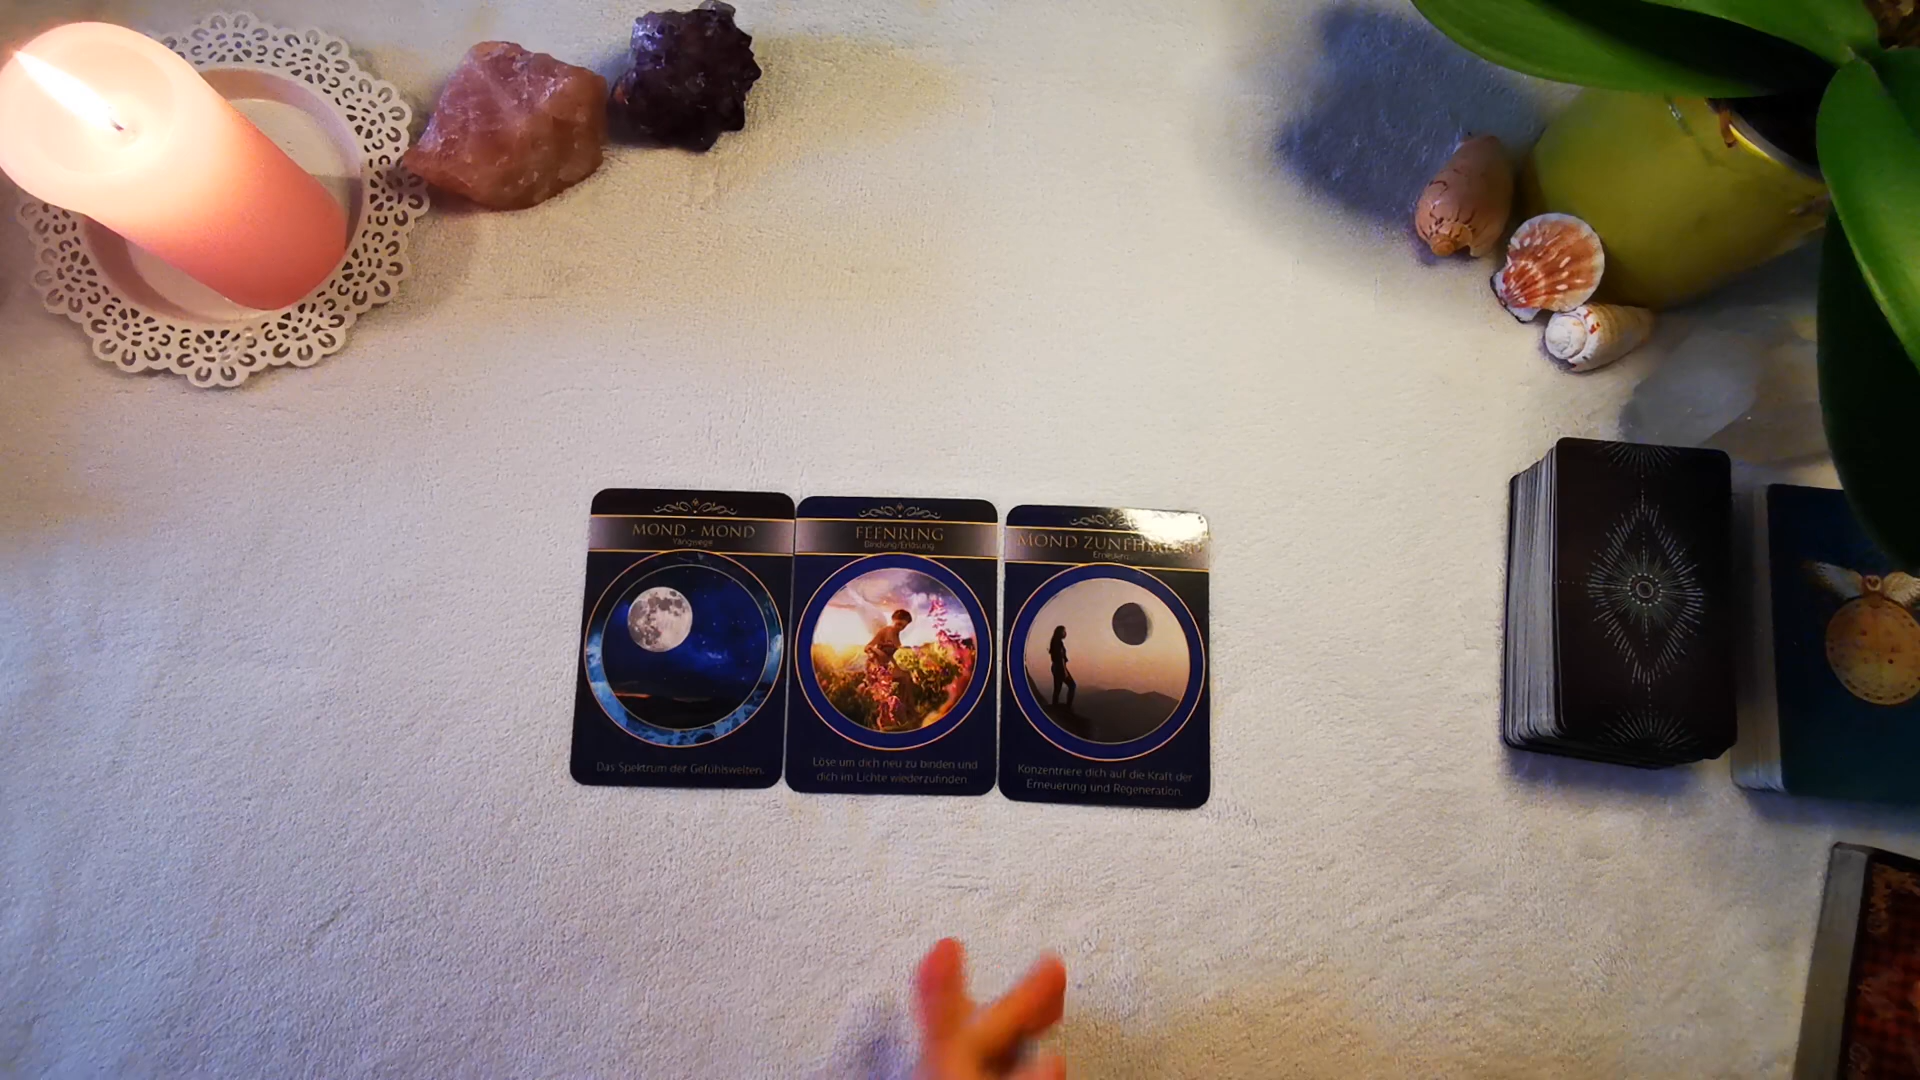 MOND - MOND
Das Spektrum der Gefühlswelten.
FEENRING
Bindung/Erlösung
Löse um dich neu zu binden und
dich im Lichte wiederzufinden.
MOND
Konzentriere dich auf die Kraft der
Erneuerung und Regeneration.